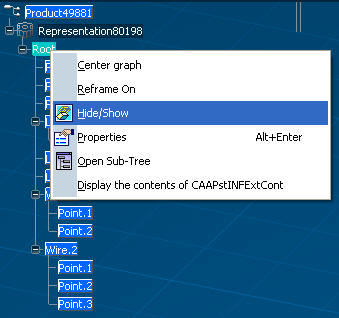 Product49881
Representation80198
Root
Center graph
Reframe On
Hide/Show
Properties Alt+Enter
Open Sub-Tree
Display the contents of CAAPstINFExtCont
Point.1
Point.2
Wire.2
Point.1
Point.2
Point.3